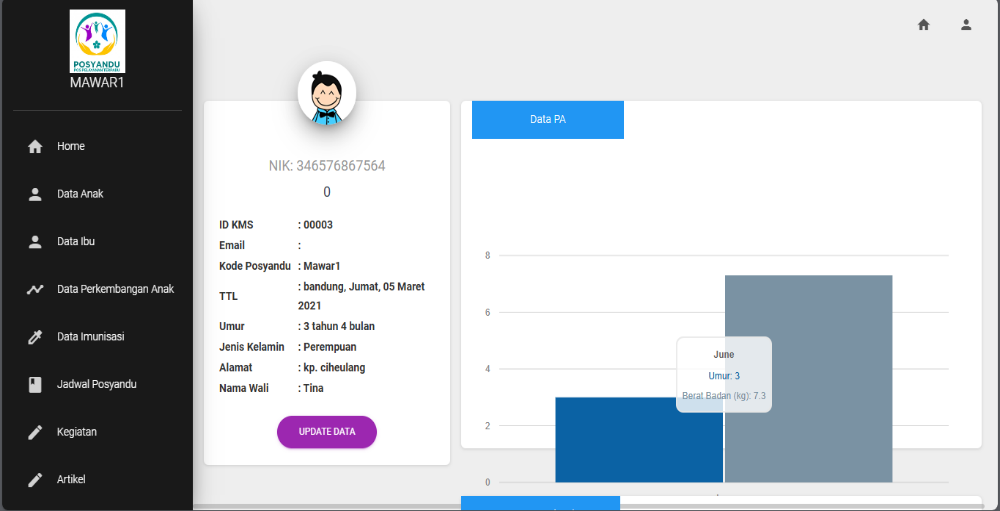 POSYANDU
MAWAR1
Home
Data Anak
Data Ibu
Data Perkembangan Anak
Data Imunisasi
Jadwal Posyandu
Kegiatan
Artikel
NIK: 346576867564
0
ID KMS : 00003
Email :
Kode Posyandu : Mawar1
TTL : bandung, Jumat, 05 Maret
2021
Umur : 3 tahun 4 bulan
Jenis Kelamin : Perempuan
Alamat : kp. ciheulang
Nama Wali : Tina
UPDATE DATA
Data PA
8
6
4
2
0
June
Umur: 3
Berat Badan (kg): 7.3